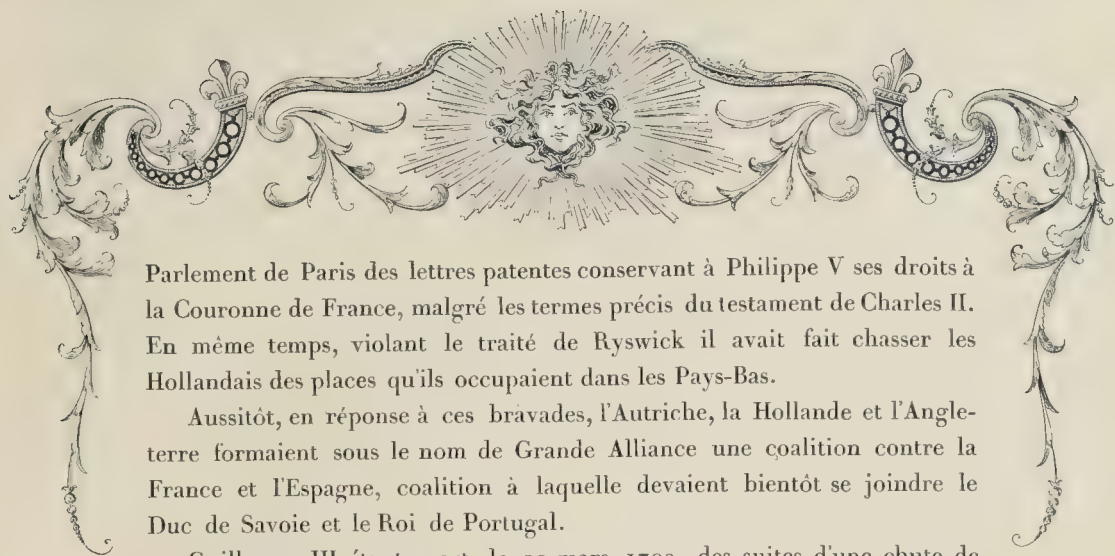 Parlement de Paris des lettres patentes conservant à Philippe V ses droits à
la Couronne de France, malgré les termes précis du testament de Charles II.
En même temps, violant le traité de Ryswick il avait fait chasser les
Hollandais des places qu'ils occupaient dans les Pays-Bas.
Aussitôt, en réponse à ces bravades, l'Autriche, la Hollande et l'Angle-
terre formaient sous le nom de Grande Alliance une coalition contre la
France et l'Espagne, coalition à laquelle devaient bientôt se joindre le
Duc de Savoie et le Roi de Portugal.